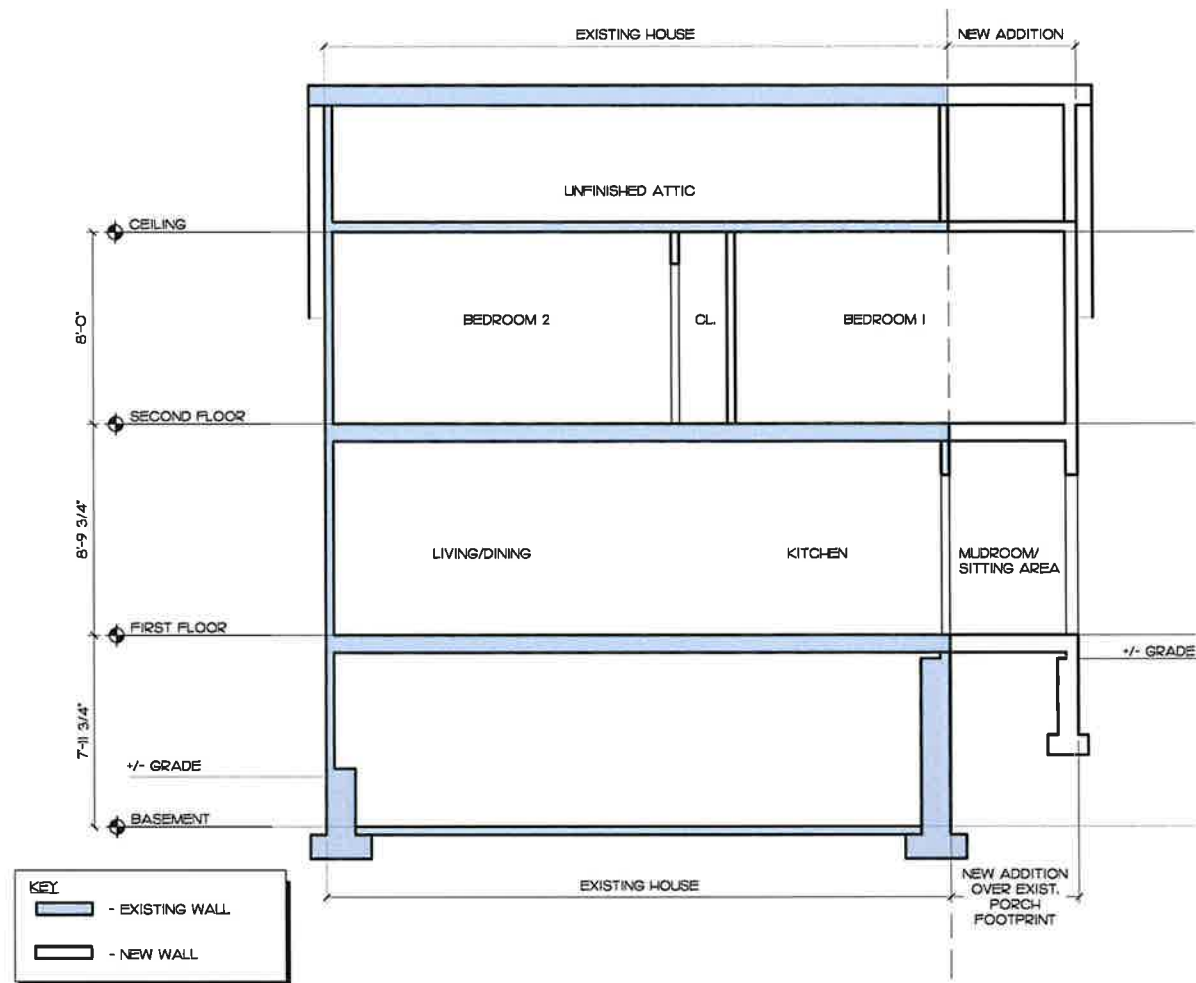 EXISTING HOUSE
NEW ADDITION
UNFINISHED ATTIC
CEILING
8'-0"
BEDROOM 2
CL.
BEDROOM 1
SECOND FLOOR
8'-9 3/4"
LIVING/DINING
KITCHEN
MUDROOM/
SITTING AREA
FIRST FLOOR
+/- GRADE
7'-11 3/4"
+/- GRADE
BASEMENT
EXISTING HOUSE
NEW ADDITION
OVER EXIST.
PORCH
FOOTPRINT
KEY
- EXISTING WALL
- NEW WALL